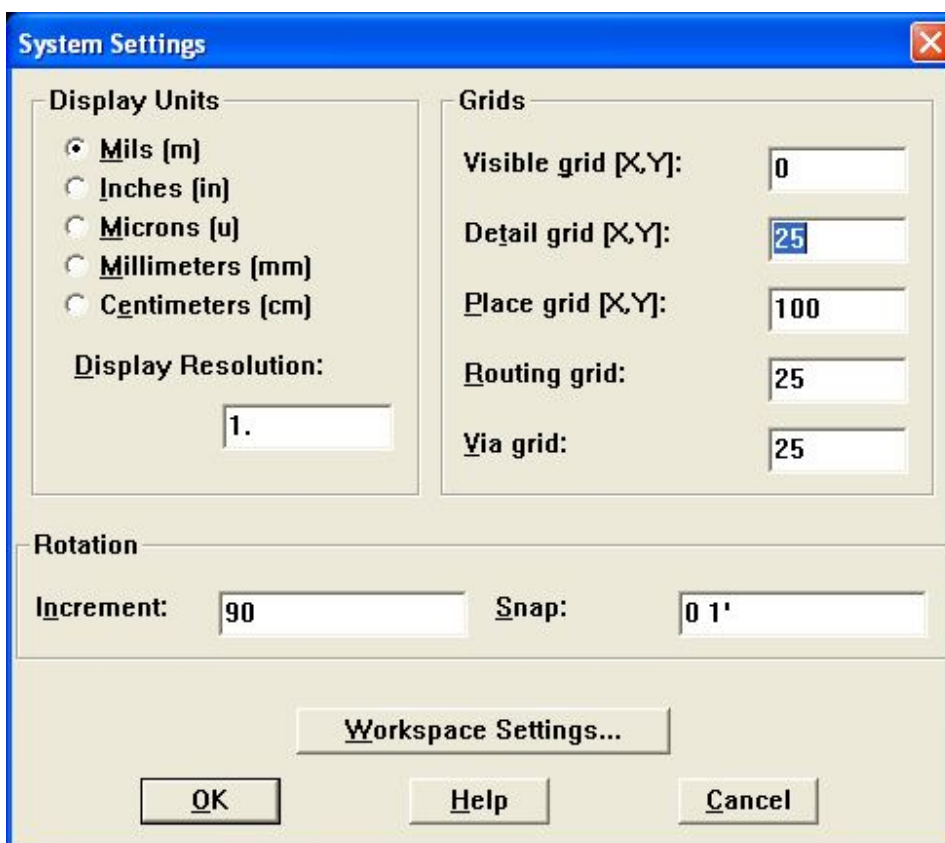 System Settings
Display Units
Mils (m)
Inches (in)
Microns (u)
Millimeters (mm)
Centimeters (cm)
Display Resolution:
1.
Grids
Visible grid [X,Y]: 0
Detail grid [X,Y]: 25
Place grid [X,Y]: 100
Routing grid: 25
Via grid: 25
Rotation
Increment: 90 Snap: 0 1'
Workspace Settings...
OK Help Cancel